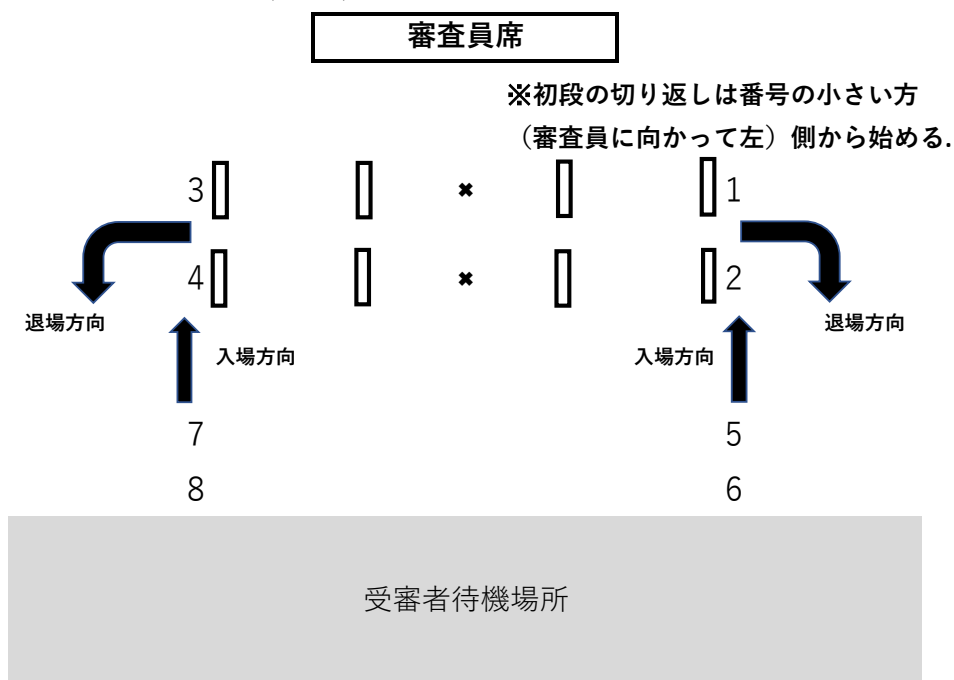 審査員席
※初段の切り返しは番号の小さい方
（審査員に向かって左）側から始める.
3 1
4 2
退場方向 退場方向
入場方向 入場方向
7 5
8 6
受審者待機場所